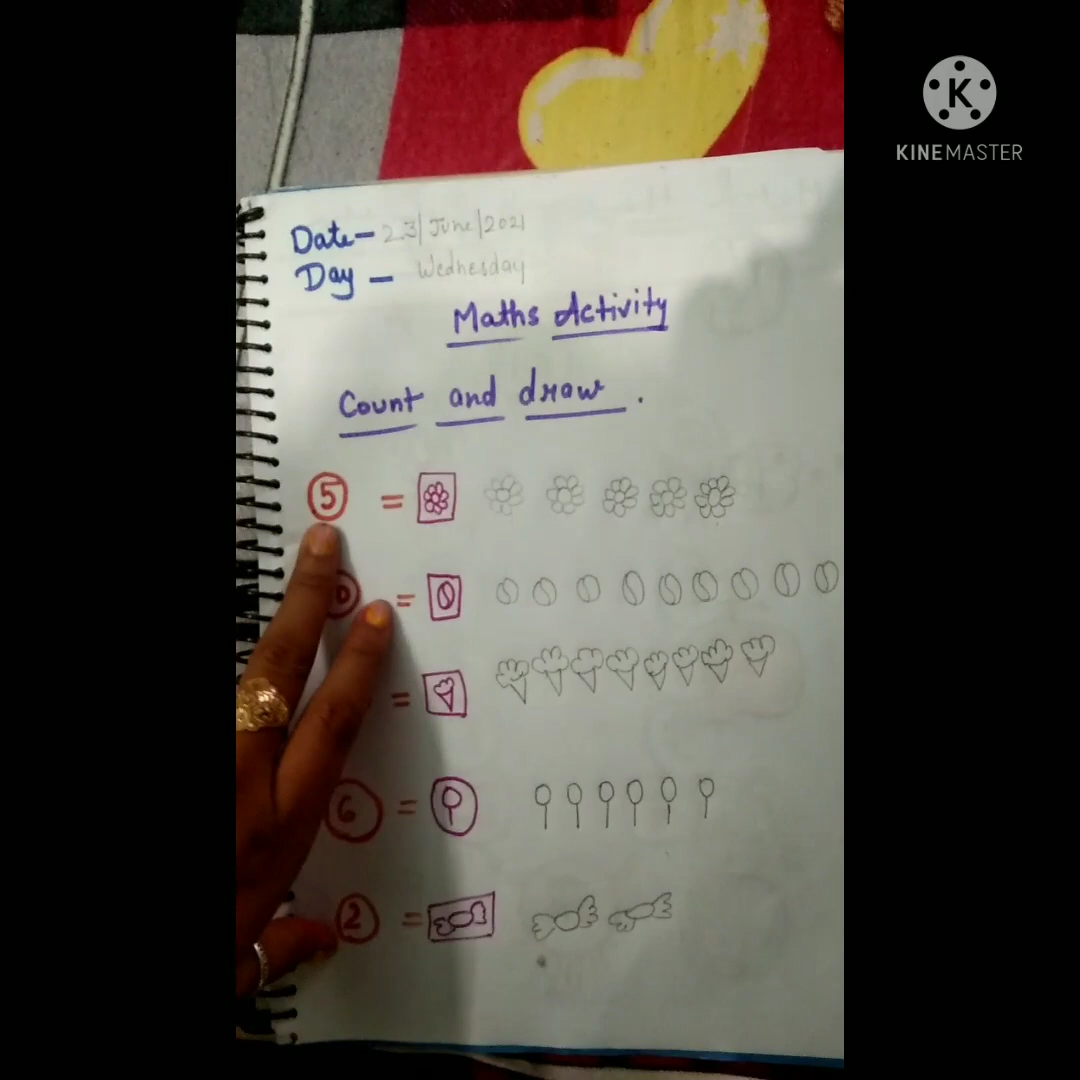 KINEMASTER
Date- 23/June/2021
Day - Wednesday
Maths Activity
Count and draw.
5 =
=
=
6 =
2 =